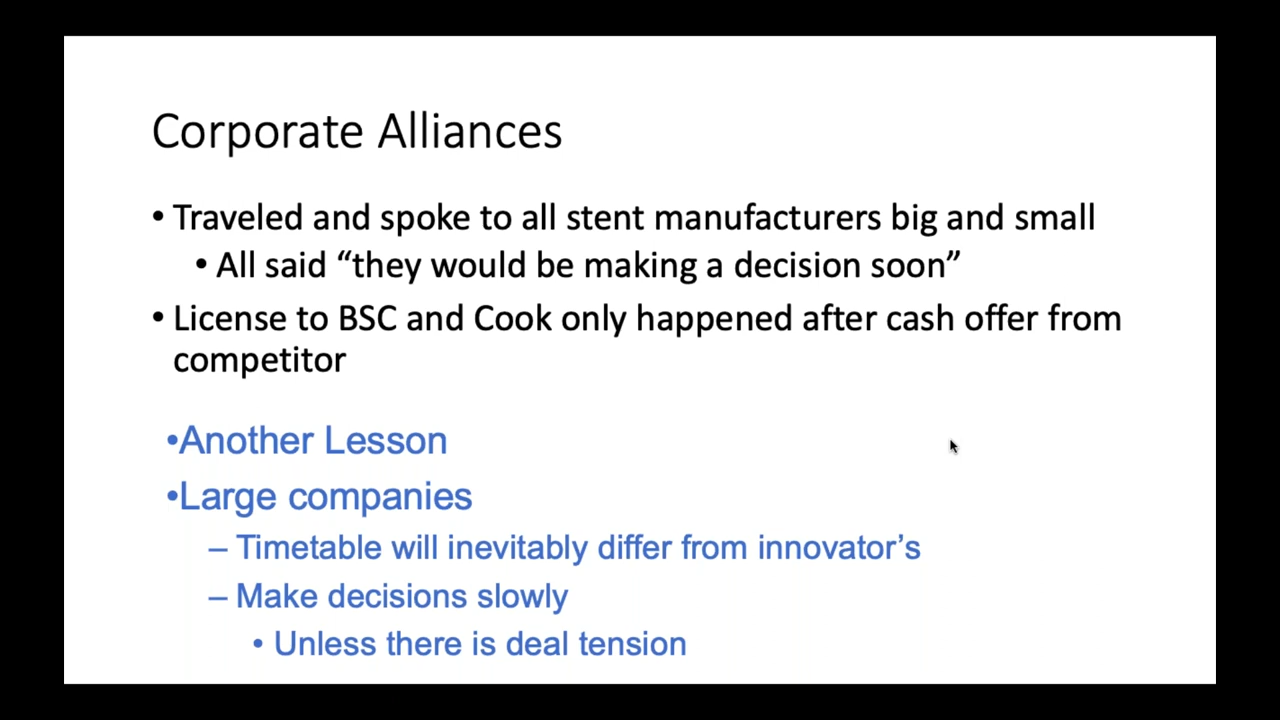 Corporate Alliances
• Traveled and spoke to all stent manufacturers big and small
• All said “they would be making a decision soon”
• License to BSC and Cook only happened after cash offer from
competitor
•Another Lesson
•Large companies
– Timetable will inevitably differ from innovator’s
– Make decisions slowly
• Unless there is deal tension